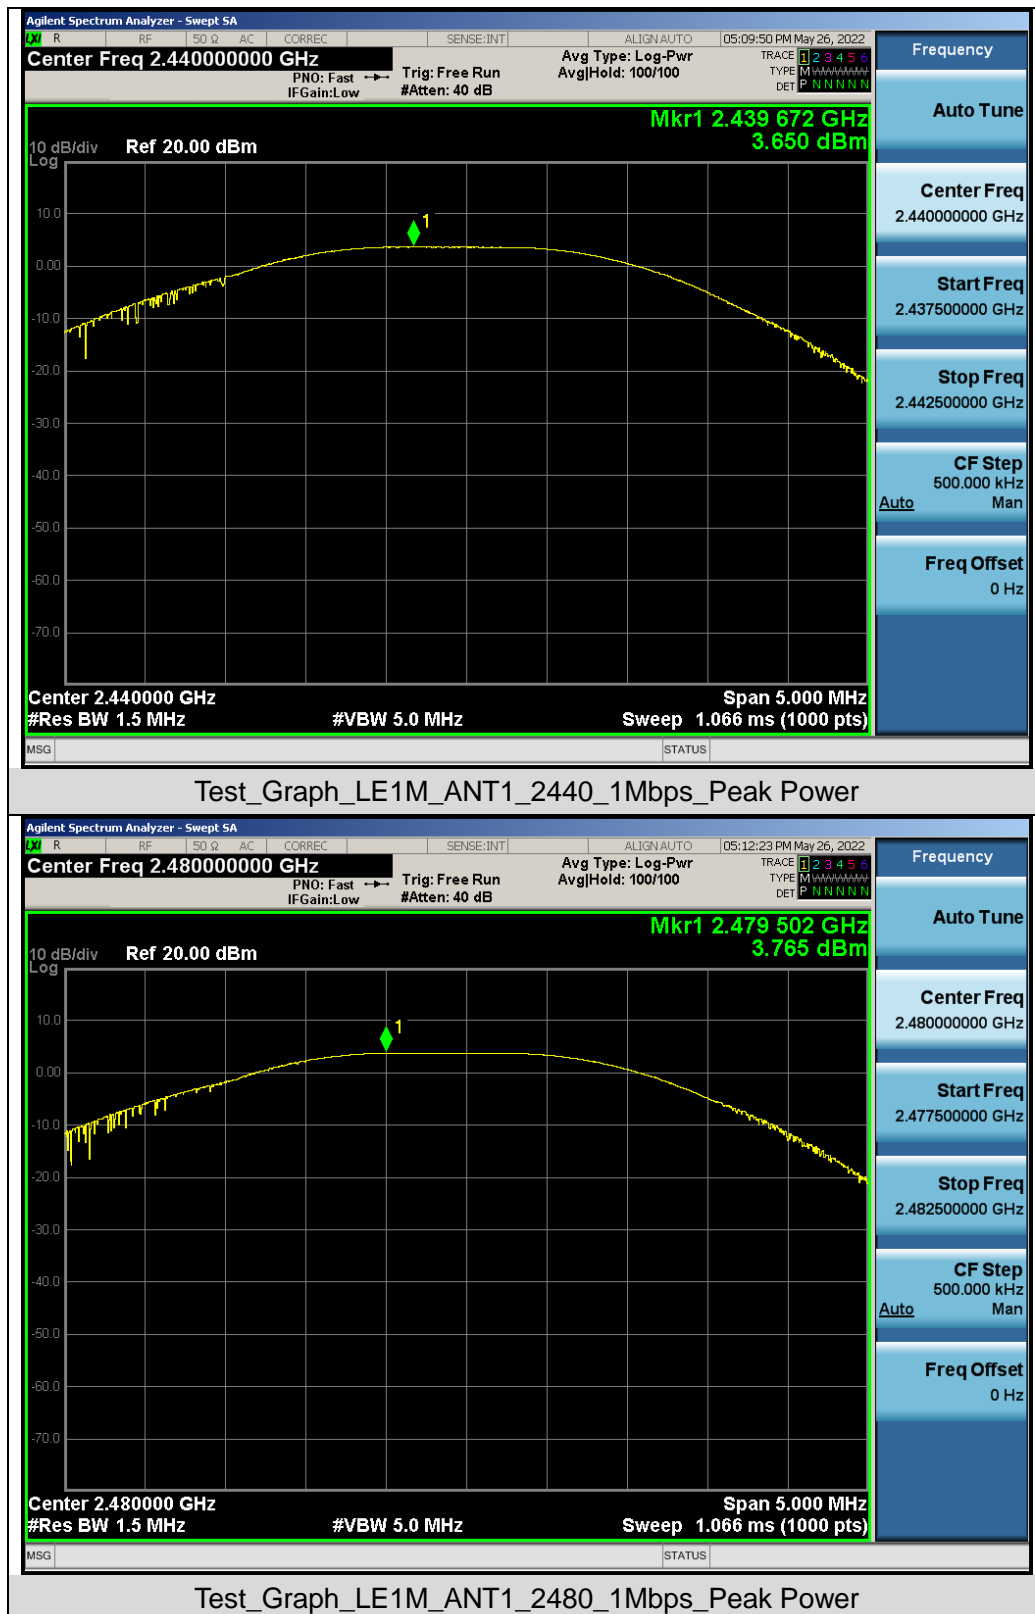 Agilent Spectrum Analyzer - Swept SA
LXI R RF 50 Ω AC CORREC SENSE:INT ALIGN AUTO 05:09:50 PM May 26, 2022
Center Freq 2.440000000 GHz
PNO: Fast
IFGain:Low
Trig: Free Run
#Atten: 40 dB
Avg Type: Log-Pwr
Avg|Hold: 100/100
TRACE 1 2 3 4 5 6
TYPE M WWWWW
DET P N N N N N
Mkr1 2.439 672 GHz
3.650 dBm
10 dB/div Ref 20.00 dBm
Log
10.0
1
0.00
-10.0
-20.0
-30.0
-40.0
-50.0
-60.0
-70.0
Center 2.440000 GHz Span 5.000 MHz
#Res BW 1.5 MHz #VBW 5.0 MHz Sweep 1.066 ms (1000 pts)
MSG STATUS
Frequency
Auto Tune
Center Freq
2.440000000 GHz
Start Freq
2.437500000 GHz
Stop Freq
2.442500000 GHz
CF Step
500.000 kHz
Auto Man
Freq Offset
0 Hz
Test_Graph_LE1M_ANT1_2440_1Mbps_Peak Power
Agilent Spectrum Analyzer - Swept SA
LXI R RF 50 Ω AC CORREC SENSE:INT ALIGN AUTO 05:12:23 PM May 26, 2022
Center Freq 2.480000000 GHz
PNO: Fast
IFGain:Low
Trig: Free Run
#Atten: 40 dB
Avg Type: Log-Pwr
Avg|Hold: 100/100
TRACE 1 2 3 4 5 6
TYPE M WWWWW
DET P N N N N N
Mkr1 2.479 502 GHz
3.765 dBm
10 dB/div Ref 20.00 dBm
Log
10.0
1
0.00
-10.0
-20.0
-30.0
-40.0
-50.0
-60.0
-70.0
Center 2.480000 GHz Span 5.000 MHz
#Res BW 1.5 MHz #VBW 5.0 MHz Sweep 1.066 ms (1000 pts)
MSG STATUS
Frequency
Auto Tune
Center Freq
2.480000000 GHz
Start Freq
2.477500000 GHz
Stop Freq
2.482500000 GHz
CF Step
500.000 kHz
Auto Man
Freq Offset
0 Hz
Test_Graph_LE1M_ANT1_2480_1Mbps_Peak Power